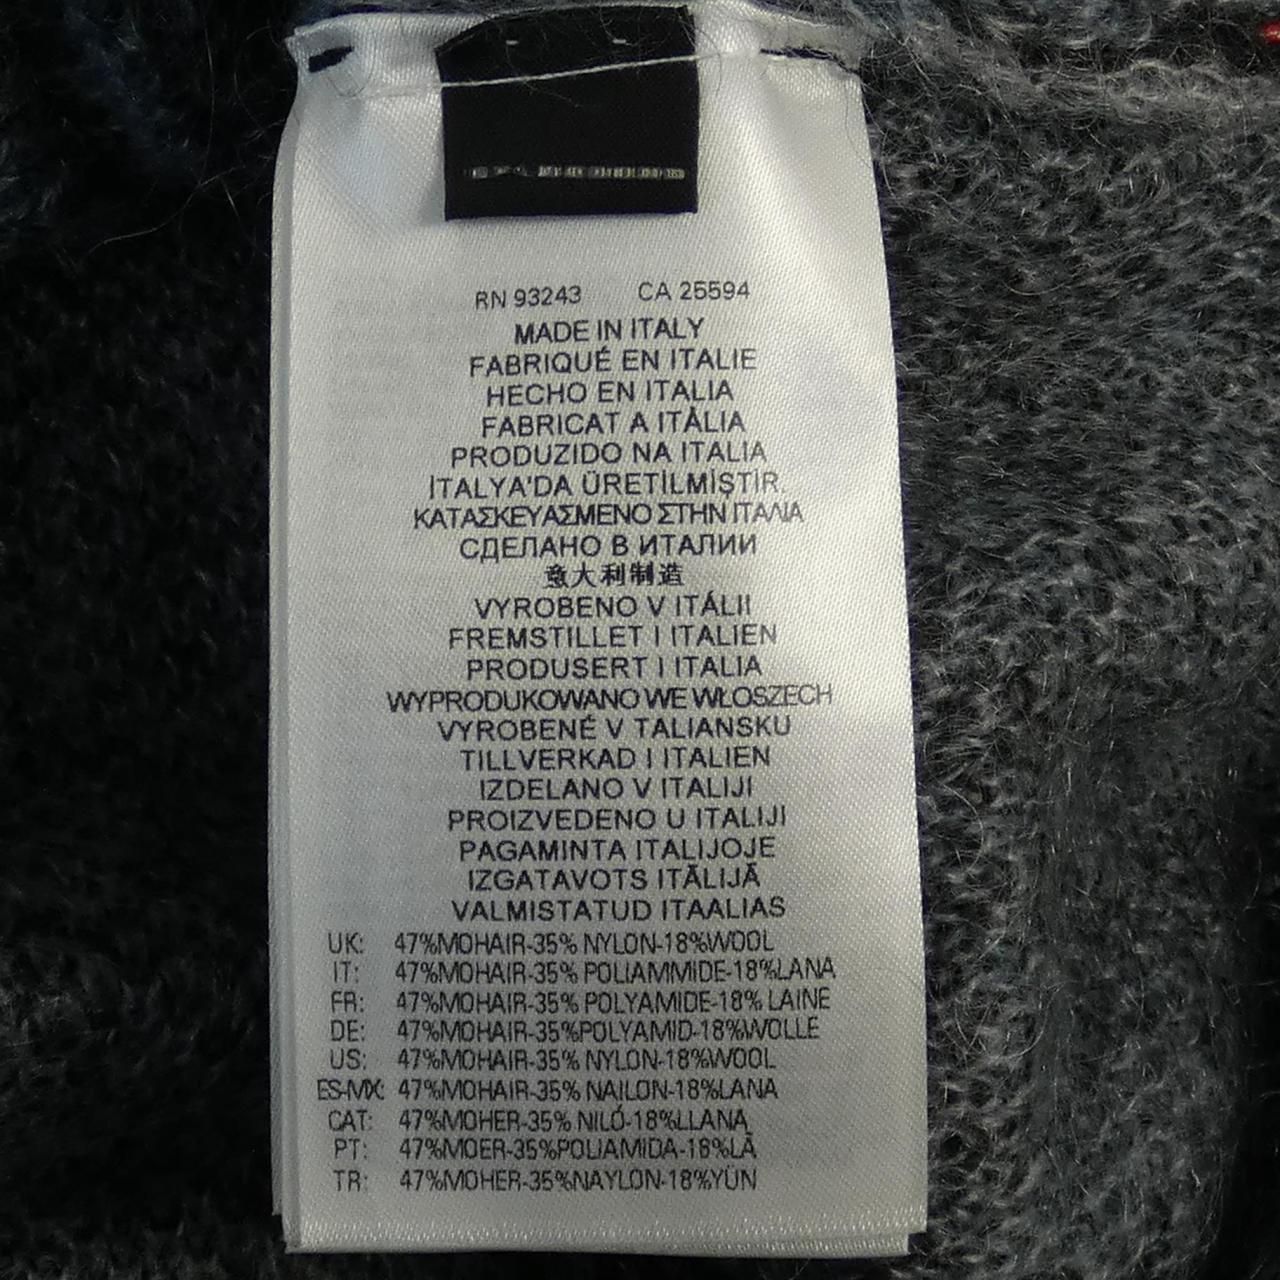 RN 93243 CA 25594
MADE IN ITALY
FABRIQUÉ EN ITALIE
HECHO EN ITALIA
FABRICAT A ITÀLIA
PRODUZIDO NA ITALIA
İTALYA'DA ÜRETİLMİŞTİR
ΚΑΤΑΣΚΕΥΑΣΜΕΝΟ ΣΤΗΝ ΙΤΑΛΙΑ
СДЕЛАНО В ИТАЛИИ
意大利制造
VYROBENO V ITÁLII
FREMSTILLET I ITALIEN
PRODUSERT I ITALIA
WYPRODUKOWANO WE WŁOSZECH
VYROBENÉ V TALIANSKU
TILLVERKAD I ITALIEN
IZDELANO V ITALIJI
PROIZVEDENO U ITALIJI
PAGAMINTA ITALIJOJE
IZGATAVOTS ITĀLIJĀ
VALMISTATUD ITAALIAS
UK: 47%MOHAIR-35% NYLON-18%WOOL
IT: 47%MOHAIR-35% POLIAMMIDE-18%LANA
FR: 47%MOHAIR-35% POLYAMIDE-18% LAINE
DE: 47%MOHAIR-35%POLYAMID-18%WOLLE
US: 47%MOHAIR-35% NYLON-18%WOOL
ES-MX: 47%MOHAIR-35% NAILON-18%LANA
CAT: 47%MOHER-35% NILÓ-18%LLANA
PT: 47%MOER-35%POLIAMIDA-18%LÃ
TR: 47%MOHER-35%NAYLON-18%YÜN